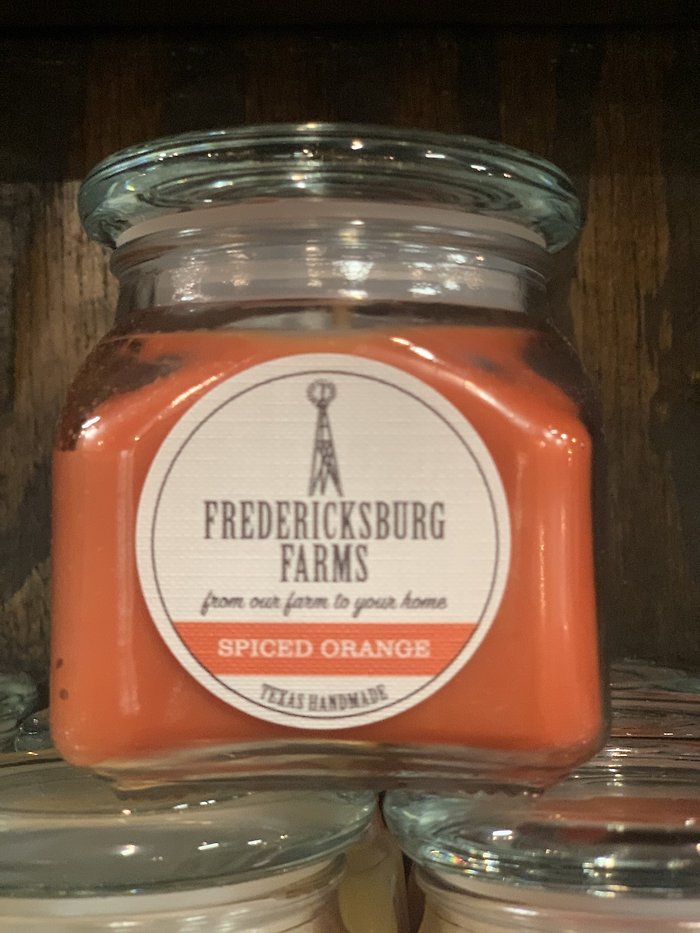 FREDERICKSBURG
FARMS
from our farm to your home
SPICED ORANGE
TEXAS HANDMADE